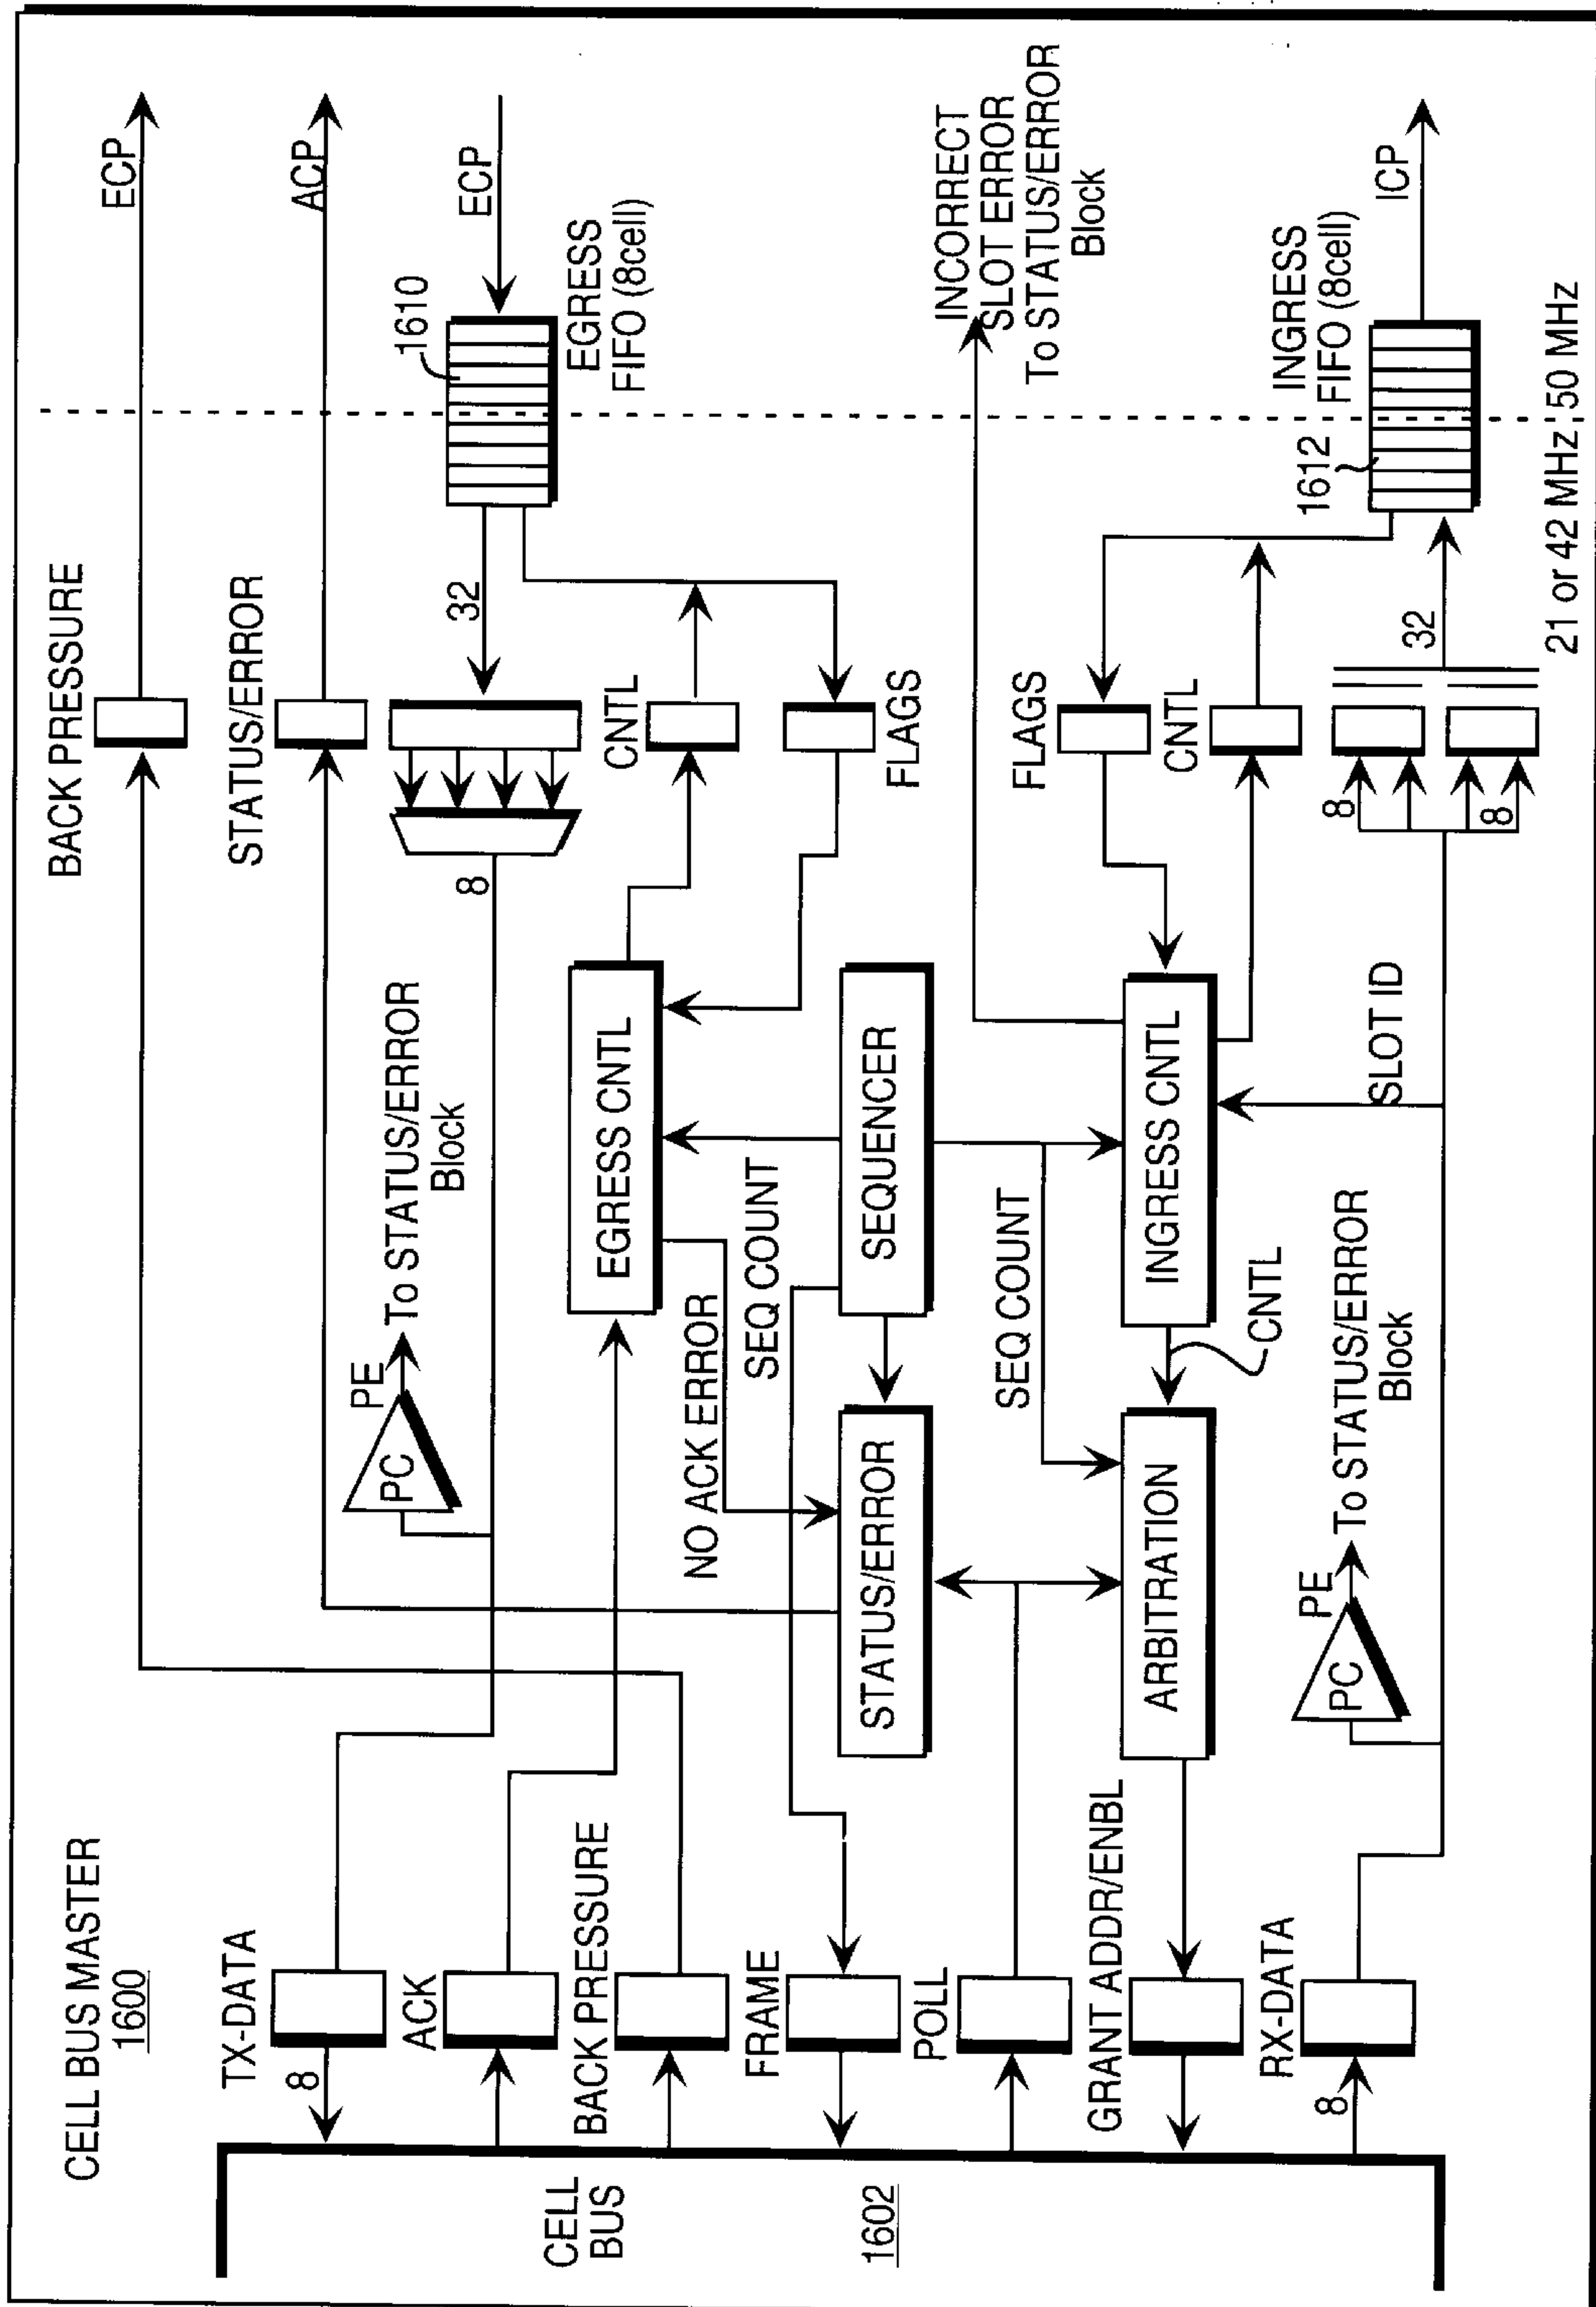 CELL BUS MASTER
1600
CELL
BUS
1602
TX-DATA
8
ACK
BACK PRESSURE
FRAME
POLL
GRANT ADDR/ENBL
RX-DATA
8
BACK PRESSURE
ECP
STATUS/ERROR
ACP
PC
PE
To STATUS/ERROR
Block
8
32
1610
ECP
EGRESS
FIFO (8cell)
CNTL
FLAGS
EGRESS CNTL
NO ACK ERROR
SEQ COUNT
STATUS/ERROR
SEQUENCER
SEQ COUNT
INCORRECT
SLOT ERROR
To STATUS/ERROR
Block
ARBITRATION
INGRESS CNTL
CNTL
FLAGS
CNTL
PC
PE
To STATUS/ERROR
Block
SLOT ID
8
8
32
1612
INGRESS
FIFO (8cell)
ICP
21 or 42 MHz
50 MHz